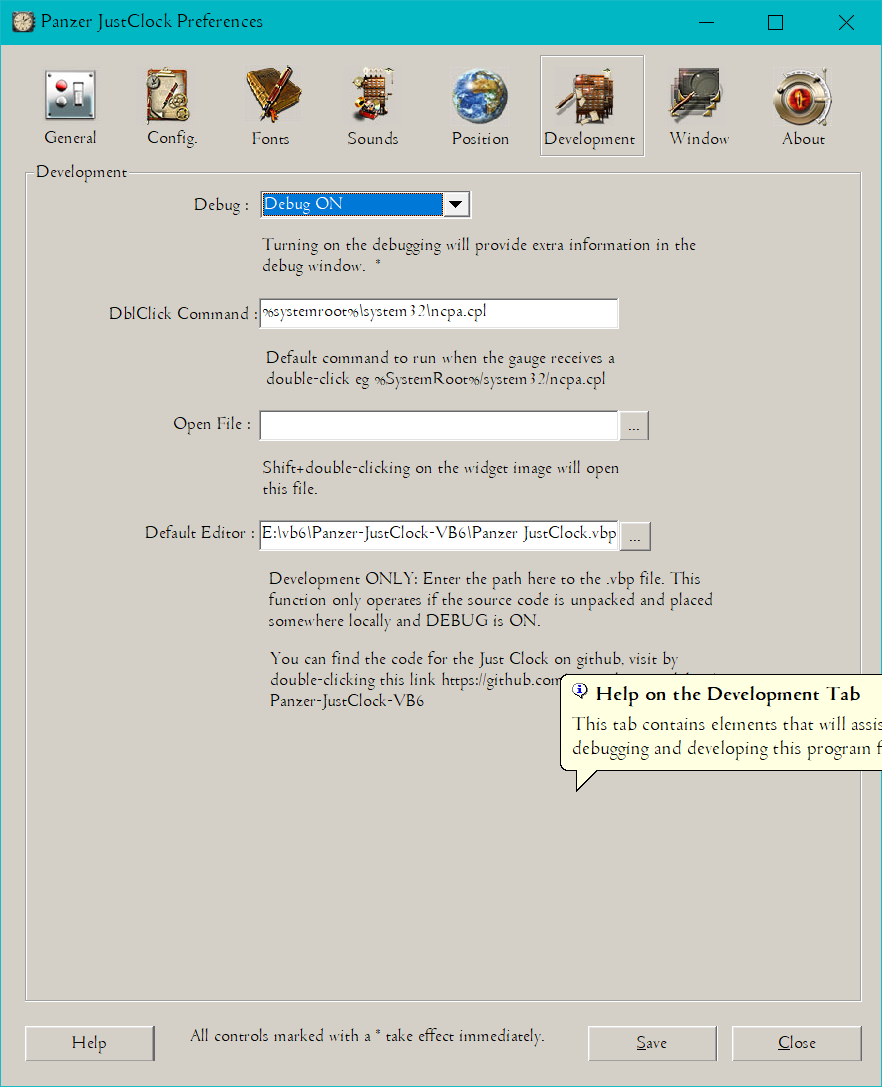 Panzer JustClock Preferences
General
Config.
Fonts
Sounds
Position
Development
Window
About
Development
Debug :
Debug ON
Turning on the debugging will provide extra information in the
debug window. *
DblClick Command :
%systemroot%\system32\ncpa.cpl
Default command to run when the gauge receives a
double-click eg %SystemRoot%/system32/ncpa.cpl
Open File :
...
Shift+double-clicking on the widget image will open
this file.
Default Editor :
E:\vb6\Panzer-JustClock-VB6\Panzer JustClock.vbp
...
Development ONLY: Enter the path here to the .vbp file. This
function only operates if the source code is unpacked and placed
somewhere locally and DEBUG is ON.
You can find the code for the Just Clock on github, visit by
double-clicking this link https://github.com
Panzer-JustClock-VB6
Help on the Development Tab
This tab contains elements that will assis
debugging and developing this program f
Help
All controls marked with a * take effect immediately.
Save
Close